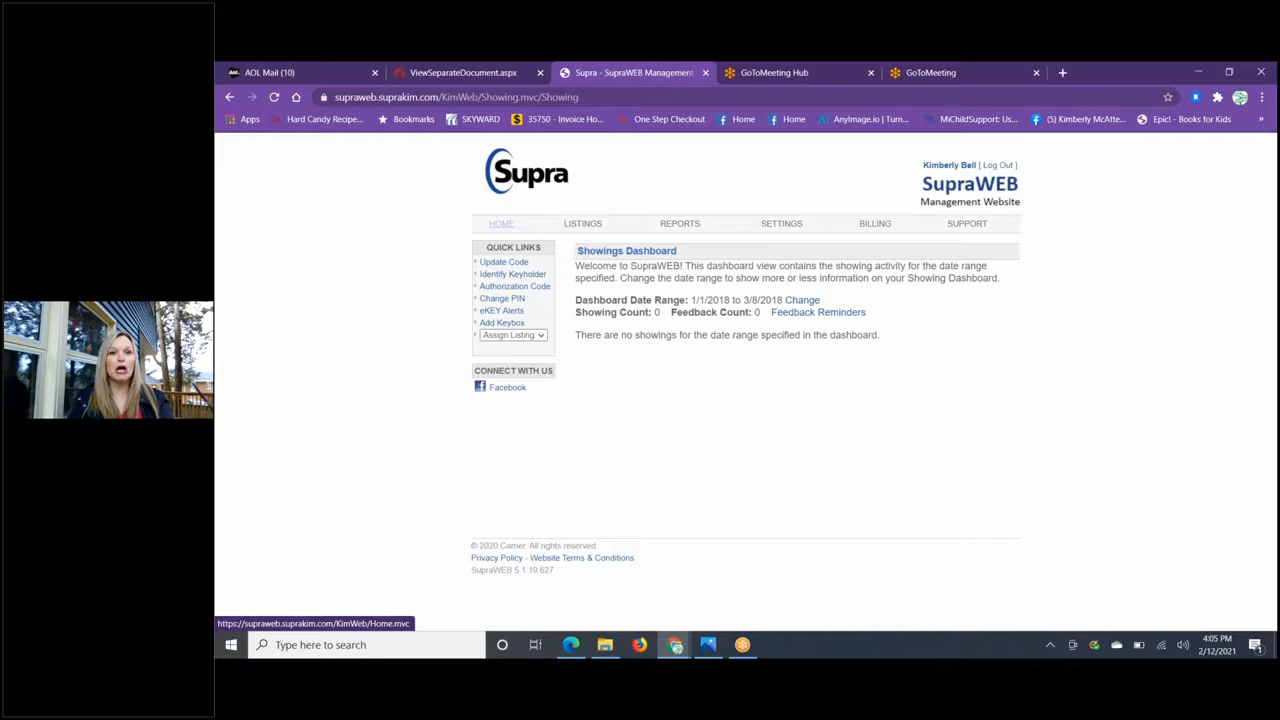 AOL Mail (10)
ViewSeparateDocument.aspx
Supra - SupraWEB Management
GoToMeeting Hub
GoToMeeting
supraweb.suprakim.com/KimWeb/Showing.mvc/Showing
Apps
Hard Candy Recipe...
Bookmarks
SKYWARD
35750 - Invoice Ho...
One Step Checkout
Home
Home
AnyImage.io | Turn...
MiChildSupport: Us...
(5) Kimberly McAtte...
Epic! - Books for Kids
»
Supra
Kimberly Bell [ Log Out ]
SupraWEB
Management Website
HOME
LISTINGS
REPORTS
SETTINGS
BILLING
SUPPORT
QUICK LINKS
Update Code
Identify Keyholder
Authorization Code
Change PIN
eKEY Alerts
Add Keybox
Assign Listing
CONNECT WITH US
Facebook
Showings Dashboard
Welcome to SupraWEB! This dashboard view contains the showing activity for the date range
specified. Change the date range to show more or less information on your Showing Dashboard.
Dashboard Date Range: 1/1/2018 to 3/8/2018 Change
Showing Count: 0 Feedback Count: 0 Feedback Reminders
There are no showings for the date range specified in the dashboard.
© 2020 Carrier. All rights reserved
Privacy Policy - Website Terms & Conditions
SupraWEB 5.1.19.627
https://supraweb.suprakim.com/KimWeb/Home.mvc
Type here to search
4:05 PM
2/12/2021